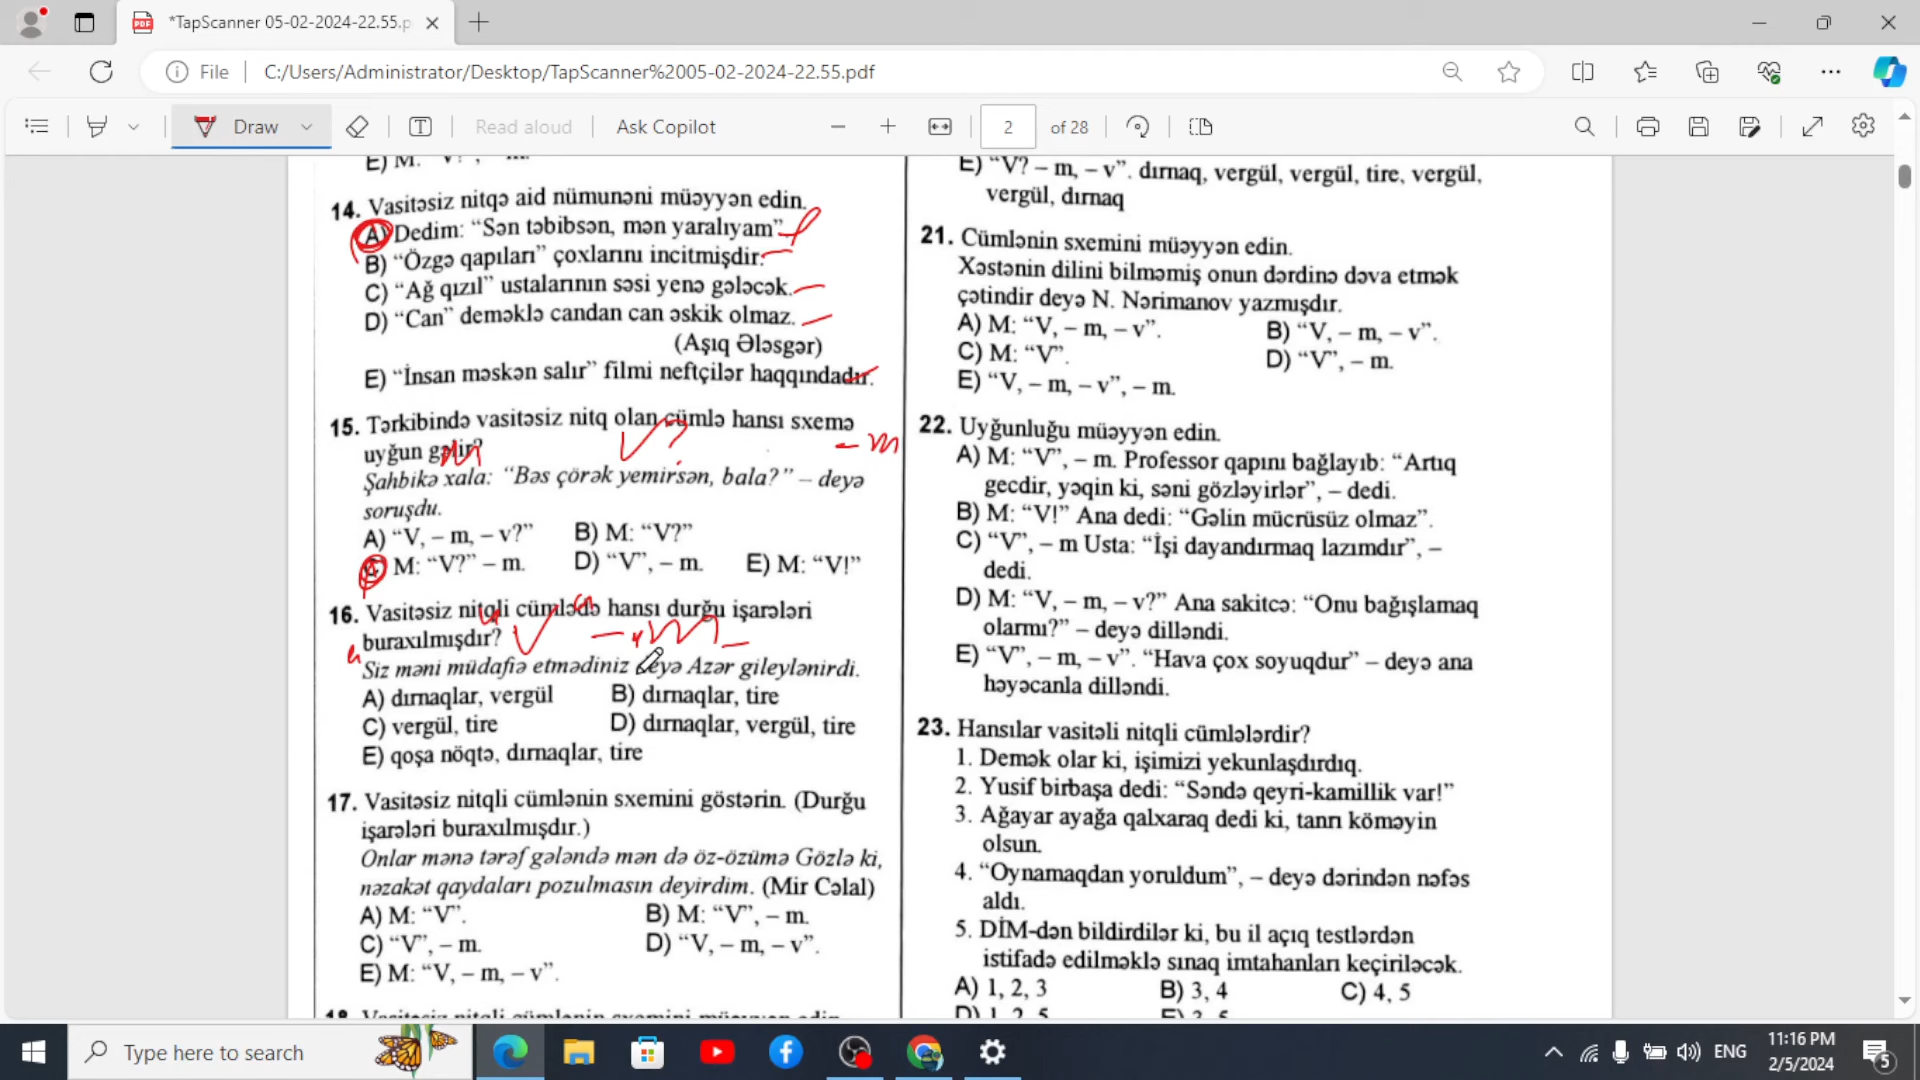 *TapScanner 05-02-2024-22.55.p
File
C:/Users/Administrator/Desktop/TapScanner%2005-02-2024-22.55.pdf
Draw
Read aloud
Ask Copilot
2
of 28
14. Vasitəsiz nitqə aid nümunəni müəyyən edin.
A) Dedim: “Sən təbibsən, mən yaralıyam”
B) “Özgə qapıları” çoxlarını incitmişdir.
C) “Ağ qızıl” ustalarının səsi yenə gələcək.
D) “Can” deməklə candan can əskik olmaz.
(Aşıq Ələsgər)
E) “İnsan məskən salır” filmi neftçilər haqqındadır.
15. Tərkibində vasitəsiz nitq olan cümlə hansı sxemə
uyğun gəlir?
Şahbikə xala: “Bəs çörək yemirsən, bala?” – deyə
soruşdu.
A) “V, – m, – v?” B) M: “V?”
C) M: “V?” – m. D) “V”, – m. E) M: “V!”
16. Vasitəsiz nitqli cümlədə hansı durğu işarələri
buraxılmışdır?
Siz məni müdafiə etmədiniz deyə Azər gileylənirdi.
A) dırnaqlar, vergül B) dırnaqlar, tire
C) vergül, tire D) dırnaqlar, vergül, tire
E) qoşa nöqtə, dırnaqlar, tire
17. Vasitəsiz nitqli cümlənin sxemini göstərin. (Durğu
işarələri buraxılmışdır.)
Onlar mənə tərəf gələndə mən də öz-özümə Gözlə ki,
nəzakət qaydaları pozulmasın deyirdim. (Mir Cəlal)
A) M: “V”. B) M: “V”, – m.
C) “V”, – m. D) “V, – m, – v”.
E) M: “V, – m, – v”.
E) “V? – m, – v”. dırnaq, vergül, vergül, tire, vergül,
vergül, dırnaq
21. Cümlənin sxemini müəyyən edin.
Xəstənin dilini bilməmiş onun dərdinə dəva etmək
çətindir deyə N. Nərimanov yazmışdır.
A) M: “V, – m, – v”. B) “V, – m, – v”.
C) M: “V”. D) “V”, – m.
E) “V, – m, – v”, – m.
22. Uyğunluğu müəyyən edin.
A) M: “V”, – m. Professor qapını bağlayıb: “Artıq
gecdir, yəqin ki, səni gözləyirlər”, – dedi.
B) M: “V!” Ana dedi: “Gəlin mücrüsüz olmaz”.
C) “V”, – m Usta: “İşi dayandırmaq lazımdır”, –
dedi.
D) M: “V, – m, – v?” Ana sakitcə: “Onu bağışlamaq
olarmı?” – deyə dilləndi.
E) “V”, – m, – v”. “Hava çox soyuqdur” – deyə ana
həyəcanla dilləndi.
23. Hansılar vasitəli nitqli cümlələrdir?
1. Demək olar ki, işimizi yekunlaşdırdıq.
2. Yusif birbaşa dedi: “Səndə qeyri-kamillik var!”
3. Ağayar ayağa qalxaraq dedi ki, tanrı köməyin
olsun.
4. “Oynamaqdan yoruldum”, – deyə dərindən nəfəs
aldı.
5. DİM-dən bildirdilər ki, bu il açıq testlərdən
istifadə edilməklə sınaq imtahanları keçiriləcək.
A) 1, 2, 3 B) 3, 4 C) 4, 5
Type here to search
ENG
11:16 PM
2/5/2024
5